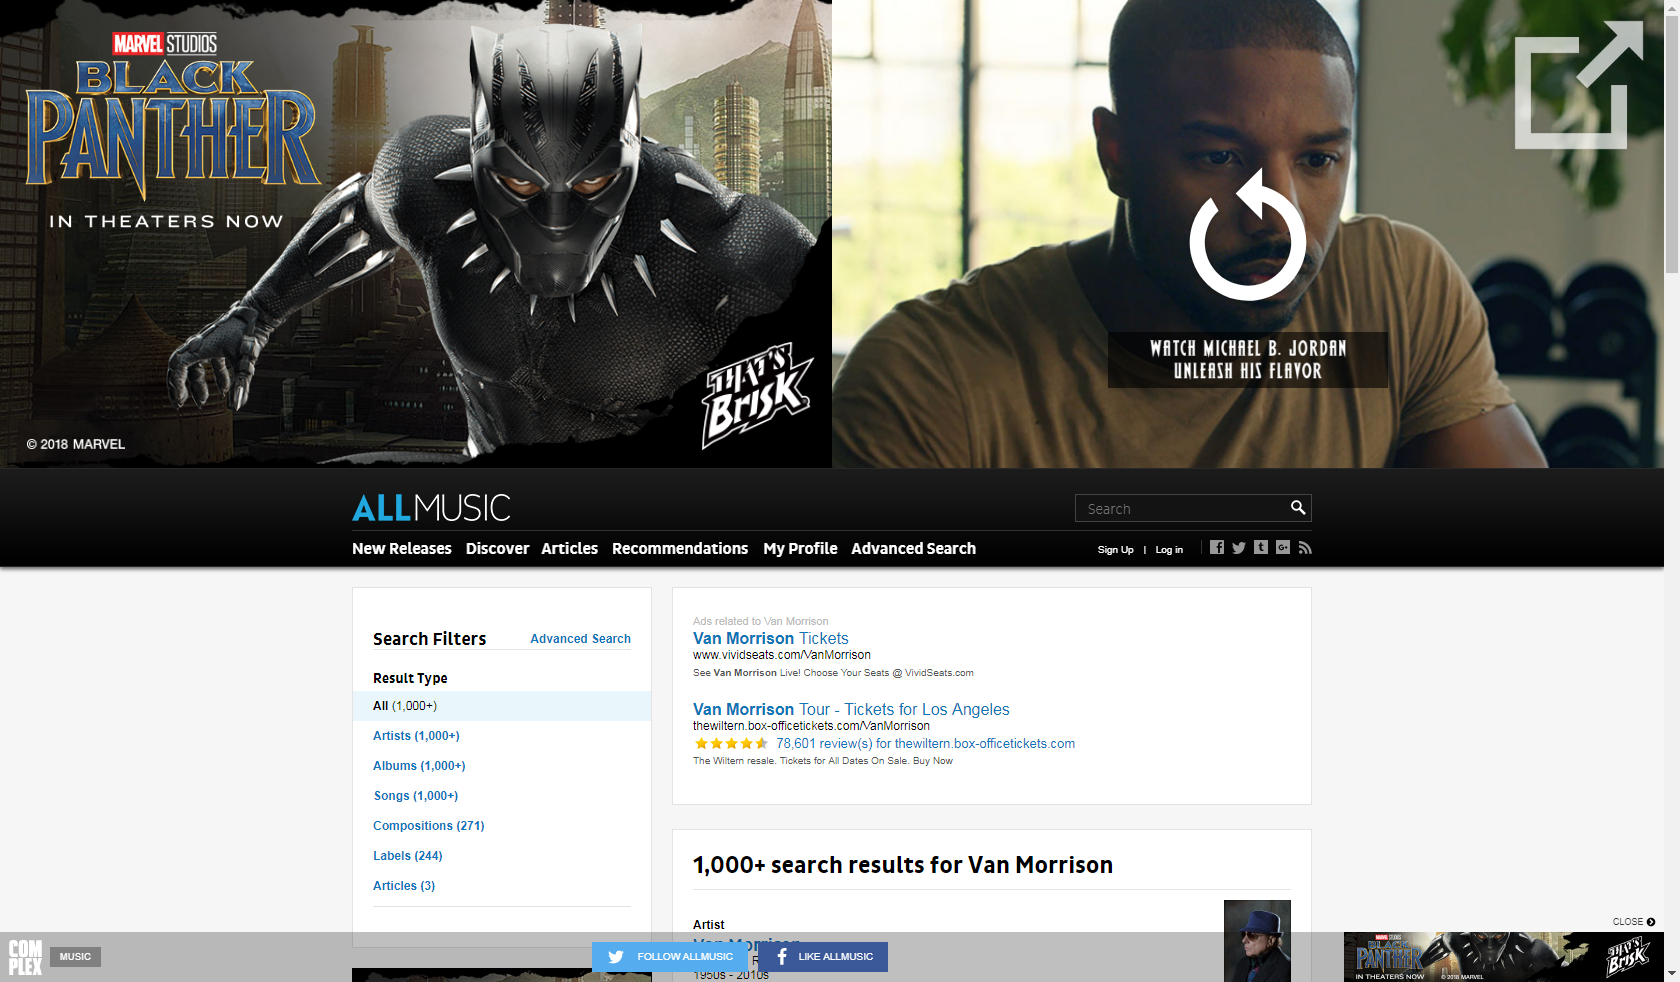 MARVEL STUDIOS
BLACK
PANTHER
IN THEATERS NOW
THAT'S
BRISK
© 2018 MARVEL
WATCH MICHAEL B. JORDAN
UNLEASH HIS FLAVOR
ALLMUSIC
Search
New Releases Discover Articles Recommendations My Profile Advanced Search
Sign Up | Log in
Search Filters Advanced Search
Result Type
All (1,000+)
Artists (1,000+)
Albums (1,000+)
Songs (1,000+)
Compositions (271)
Labels (244)
Articles (3)
Ads related to Van Morrison
Van Morrison Tickets
www.vividseats.com/VanMorrison
See Van Morrison Live! Choose Your Seats @ VividSeats.com
Van Morrison Tour - Tickets for Los Angeles
thewiltern.box-officetickets.com/VanMorrison
78,601 review(s) for thewiltern.box-officetickets.com
The Wiltern resale. Tickets for All Dates On Sale. Buy Now
1,000+ search results for Van Morrison
Artist
Van Morrison
1950s - 2010s
CLOSE
COMPLEX
MUSIC
FOLLOW ALLMUSIC
LIKE ALLMUSIC
MARVEL STUDIOS
BLACK
PANTHER
IN THEATERS NOW
© 2018 MARVEL
THAT'S
BRISK